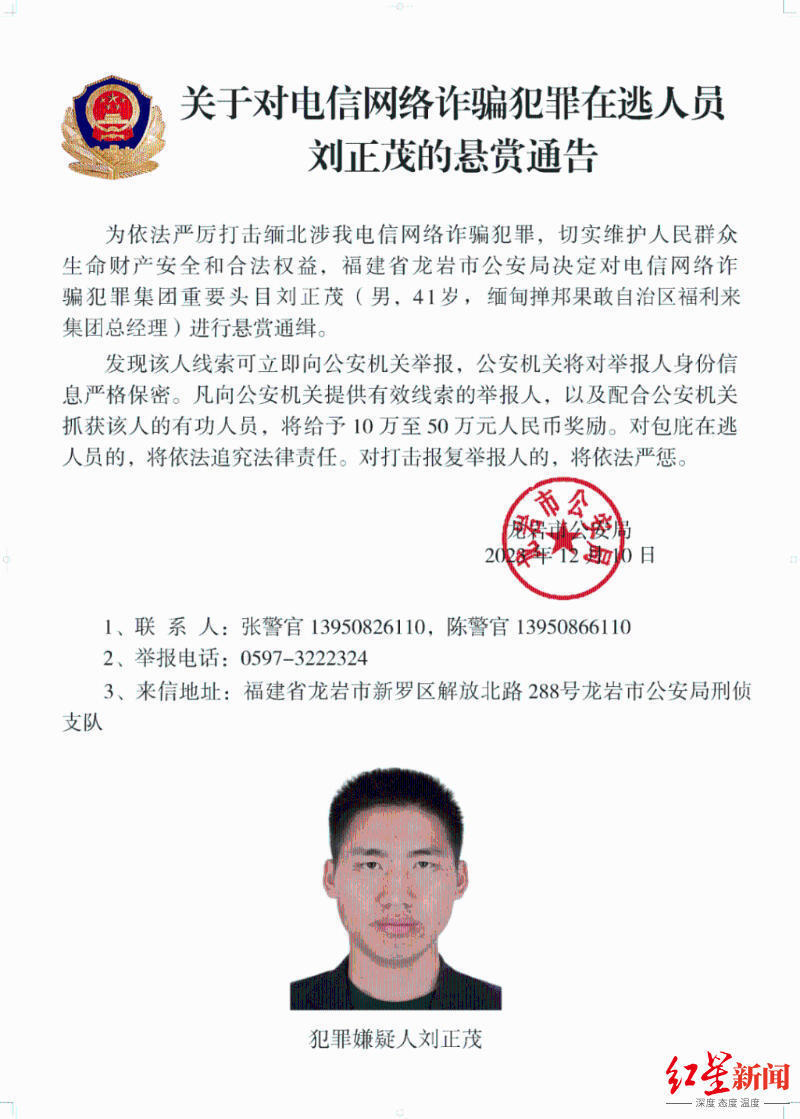 关于对电信网络诈骗犯罪在逃人员
刘正茂的悬赏通告
为依法严厉打击缅北涉我电信网络诈骗犯罪，切实维护人民群众
生命财产安全和合法权益，福建省龙岩市公安局决定对电信网络诈
骗犯罪集团重要头目刘正茂（男，41岁，缅甸掸邦果敢自治区福利来
集团总经理）进行悬赏通缉。
发现该人线索可立即向公安机关举报，公安机关将对举报人身份信
息严格保密。凡向公安机关提供有效线索的举报人，以及配合公安机关
抓获该人的有功人员，将给予 10 万至 50 万元人民币奖励。对包庇在逃
人员的，将依法追究法律责任。对打击报复举报人的，将依法严惩。
龙岩市公安局
龙岩市公安局
2023 年 12 月 10 日
1、联 系 人：张警官 13950826110，陈警官 13950866110
2、举报电话：0597-3222324
3、来信地址：福建省龙岩市新罗区解放北路 288号龙岩市公安局刑侦
支队
犯罪嫌疑人刘正茂
红星新闻
深度 态度 温度